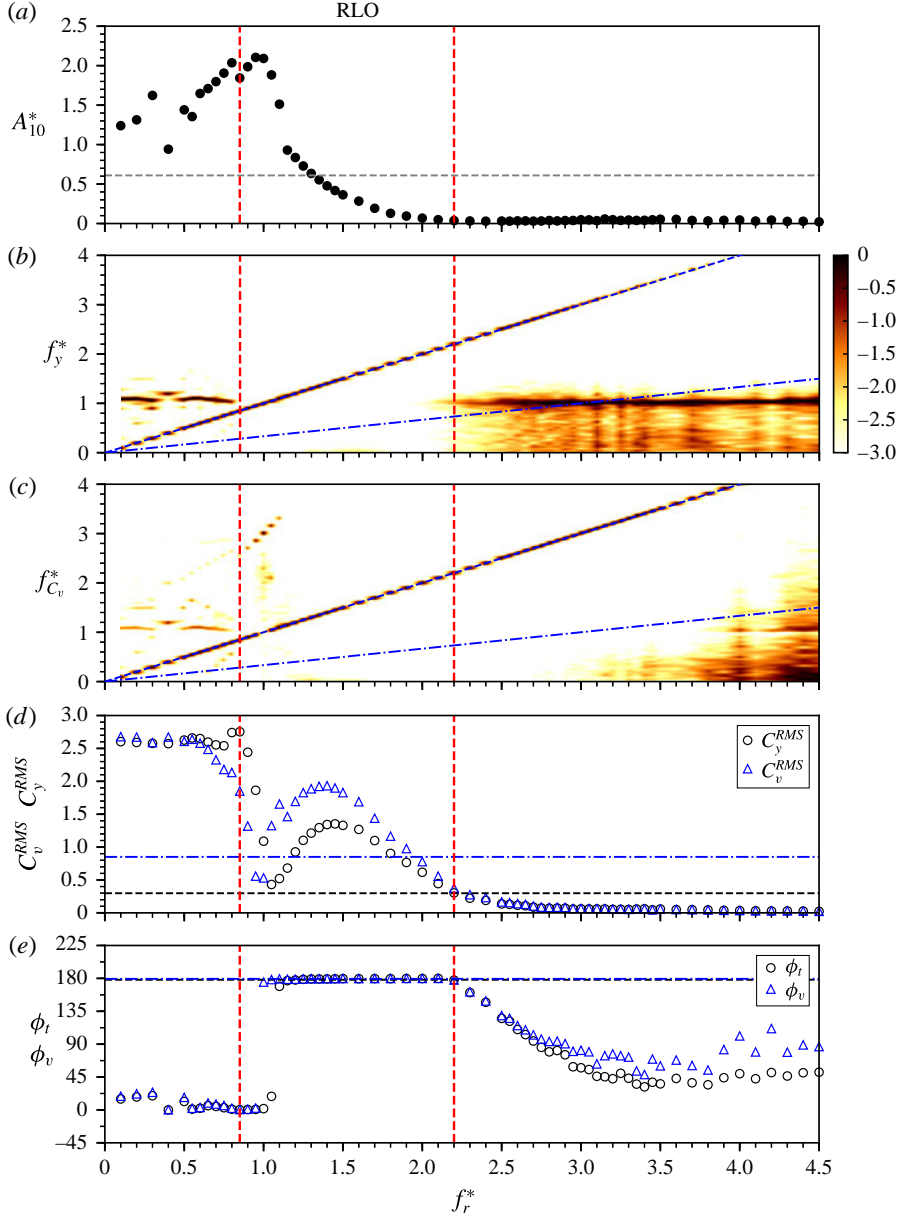 (a)
RLO
2.5
2.0
1.5
1.0
0.5
0
A*10
(b)
4
3
2
1
0
f*y
0
−0.5
−1.0
−1.5
−2.0
−2.5
−3.0
(c)
4
3
2
1
0
f*Cv
(d)
3.0
2.5
2.0
1.5
1.0
0.5
0
CvRMS CyRMS
CyRMS
CvRMS
(e)
225
180
135
90
45
0
−45
ϕt
ϕv
ϕt
ϕv
0 0.5 1.0 1.5 2.0 2.5 3.0 3.5 4.0 4.5
f*r